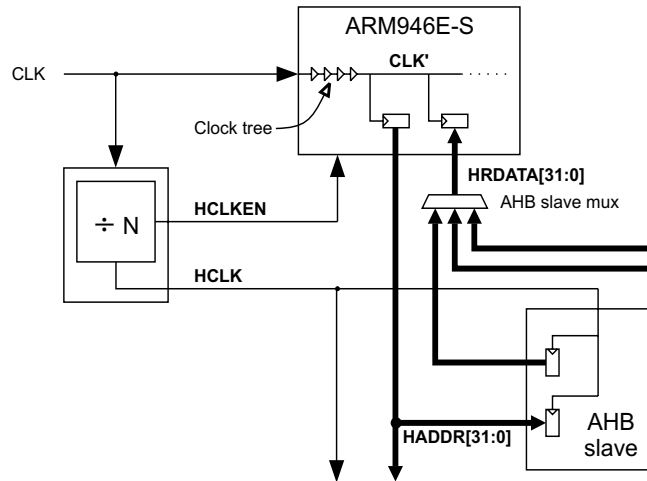 ARM946E-S
CLK
CLK'
Clock tree
HRDATA[31:0]
AHB slave mux
÷ N
HCLKEN
HCLK
HADDR[31:0]
AHB
slave